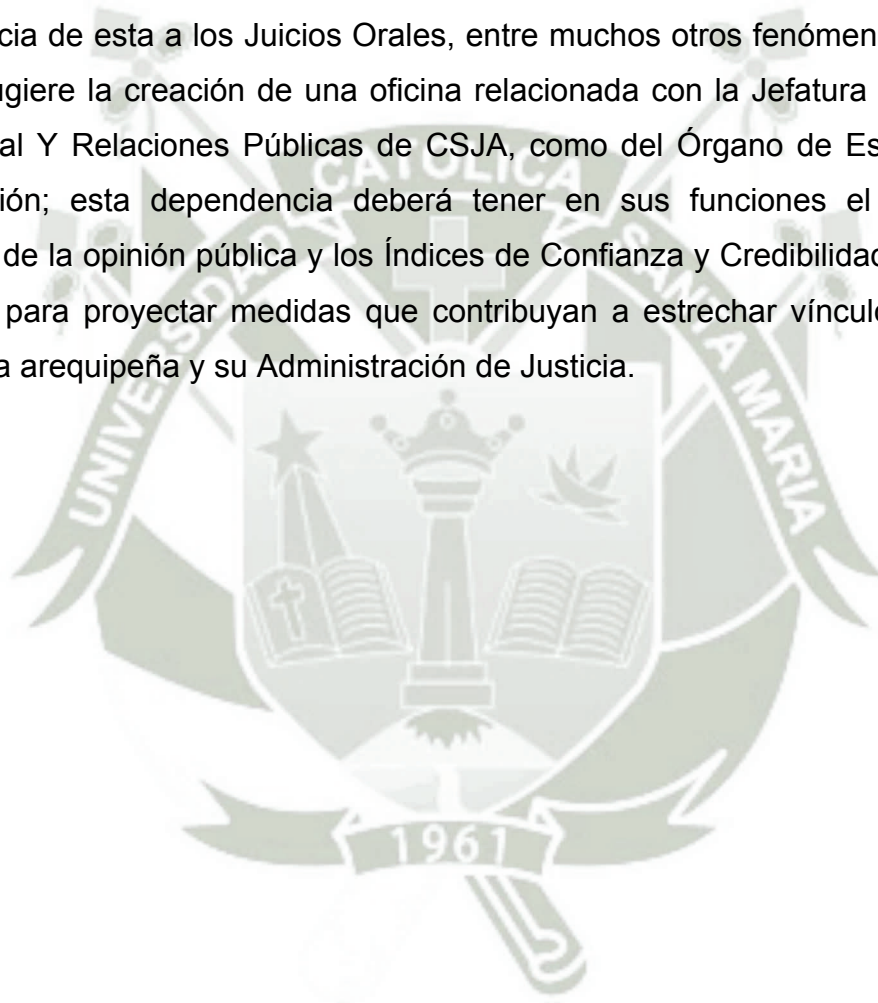 cia de esta a los Juicios Orales, entre muchos otros fenómen
ugiere la creación de una oficina relacionada con la Jefatura
al Y Relaciones Públicas de CSJA, como del Órgano de Es
ión; esta dependencia deberá tener en sus funciones el
de la opinión pública y los Índices de Confianza y Credibilidad
para proyectar medidas que contribuyan a estrechar vínculo
a arequipeña y su Administración de Justicia.
UNIVERSIDAD CATOLICA SANTA MARIA
1961